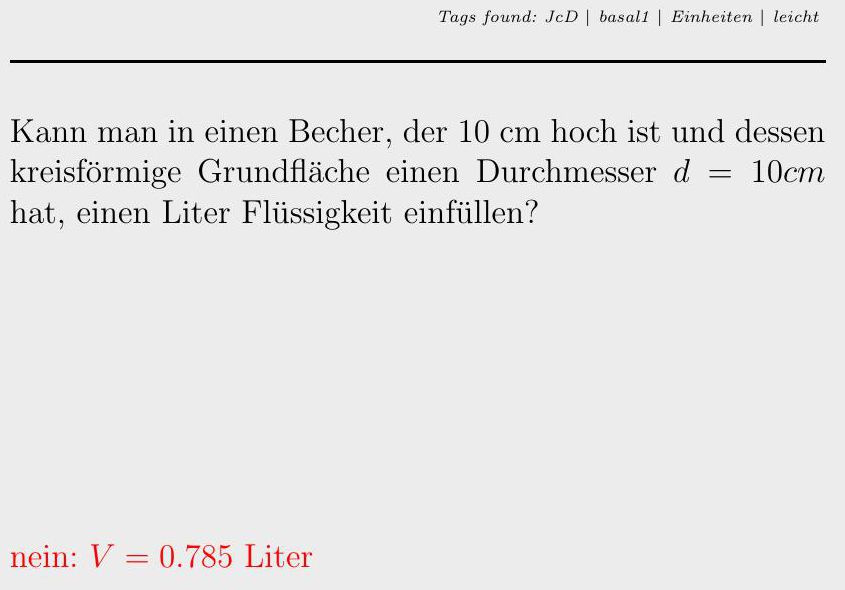 Tags found: JcD | basal1 | Einheiten | leicht
Kann man in einen Becher, der 10 cm hoch ist und dessen
kreisförmige Grundfläche einen Durchmesser d = 10cm
hat, einen Liter Flüssigkeit einfüllen?
nein: V = 0.785 Liter